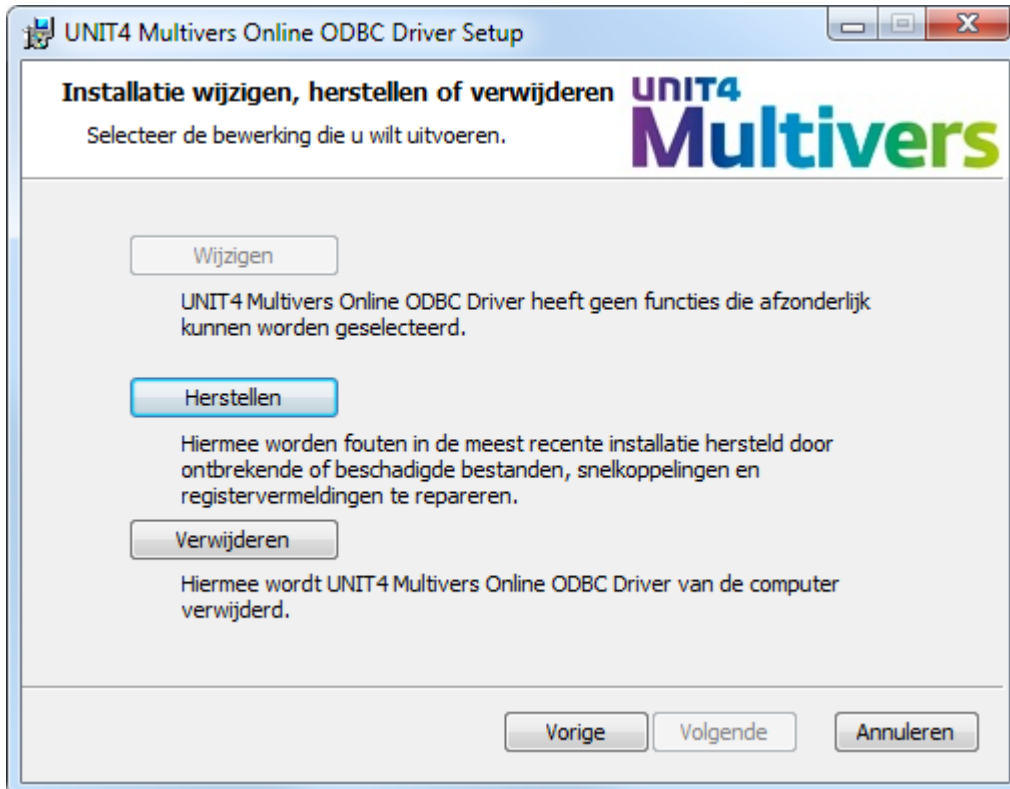 UNIT4 Multivers Online ODBC Driver Setup
Installatie wijzigen, herstellen of verwijderen
Selecteer de bewerking die u wilt uitvoeren.
UNIT4
Multivers
Wijzigen
UNIT4 Multivers Online ODBC Driver heeft geen functies die afzonderlijk
kunnen worden geselecteerd.
Herstellen
Hiermee worden fouten in de meest recente installatie hersteld door
ontbrekende of beschadigde bestanden, snelkoppelingen en
registervermeldingen te repareren.
Verwijderen
Hiermee wordt UNIT4 Multivers Online ODBC Driver van de computer
verwijderd.
Vorige
Volgende
Annuleren